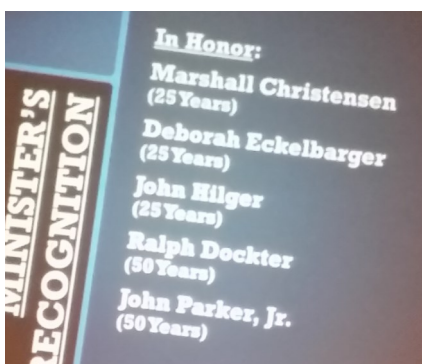 MINISTER'S
RECOGNITION
In Honor:
Marshall Christensen
(25 Years)
Deborah Eckelbarger
(25 Years)
John Hilger
(25 Years)
Ralph Dockter
(50 Years)
John Parker, Jr.
(50 Years)